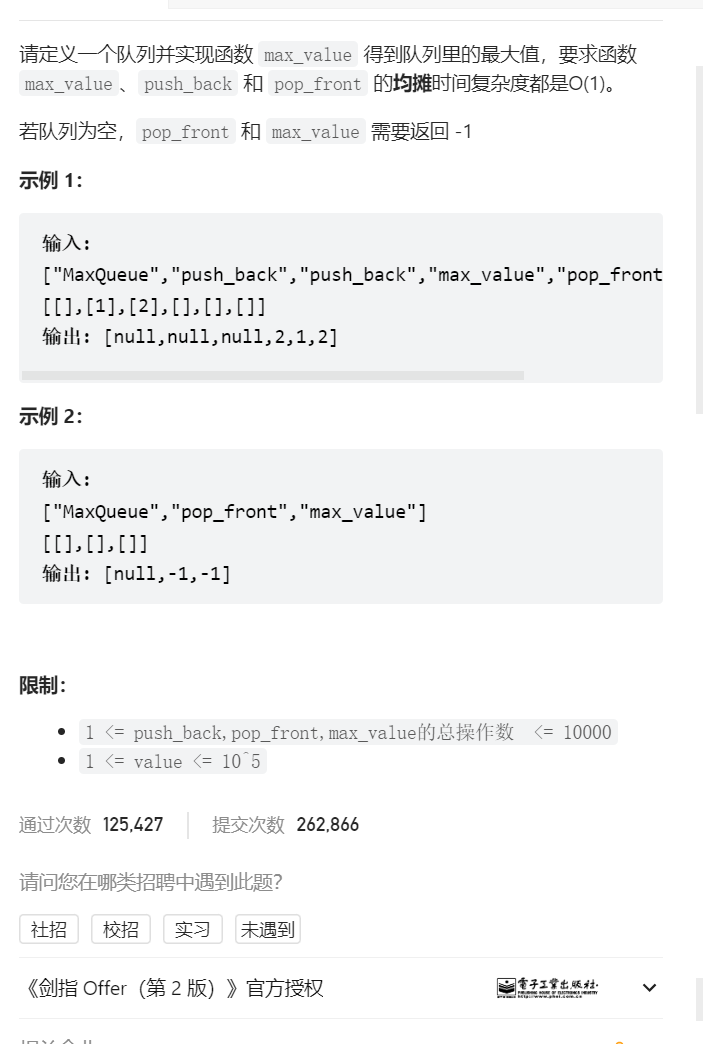 请定义一个队列并实现函数 max_value 得到队列里的最大值，要求函数
max_value、push_back 和 pop_front 的均摊时间复杂度都是O(1)。
若队列为空，pop_front 和 max_value 需要返回 -1
示例 1：
输入:
["MaxQueue","push_back","push_back","max_value","pop_front
[[],[1],[2],[],[],[]]
输出: [null,null,null,2,1,2]
示例 2：
输入:
["MaxQueue","pop_front","max_value"]
[[],[],[]]
输出: [null,-1,-1]
限制：
1 <= push_back,pop_front,max_value的总操作数 <= 10000
1 <= value <= 10^5
通过次数 125,427 提交次数 262,866
请问您在哪类招聘中遇到此题？
社招 校招 实习 未遇到
《剑指 Offer（第 2 版）》官方授权 電子工業出版社
PUBLISHING HOUSE OF ELECTRONICS INDUSTRY
http://www.phei.com.cn